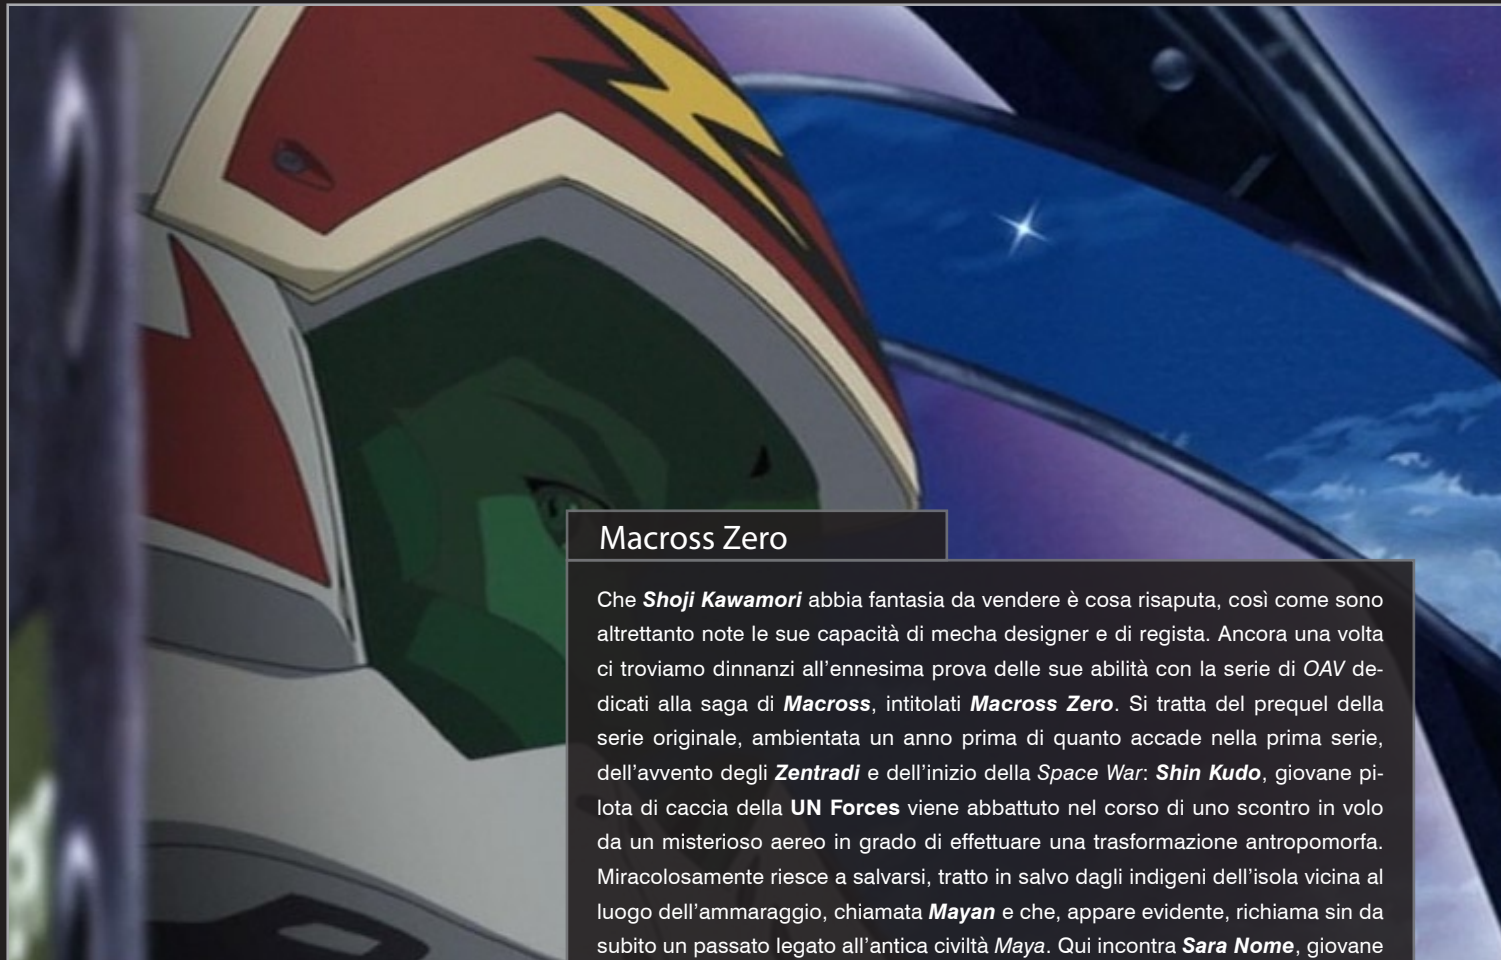 Macross Zero
Che Shoji Kawamori abbia fantasia da vendere è cosa risaputa, così come sono
altrettanto note le sue capacità di mecha designer e di regista. Ancora una volta
ci troviamo dinnanzi all'ennesima prova delle sue abilità con la serie di OAV de-
dicati alla saga di Macross, intitolati Macross Zero. Si tratta del prequel della
serie originale, ambientata un anno prima di quanto accade nella prima serie,
dell'avvento degli Zentradi e dell'inizio della Space War: Shin Kudo, giovane pi-
lota di caccia della UN Forces viene abbattuto nel corso di uno scontro in volo
da un misterioso aereo in grado di effettuare una trasformazione antropomorfa.
Miracolosamente riesce a salvarsi, tratto in salvo dagli indigeni dell'isola vicina al
luogo dell'ammaraggio, chiamata Mayan e che, appare evidente, richiama sin da
subito un passato legato all'antica civiltà Maya. Qui incontra Sara Nome, giovane